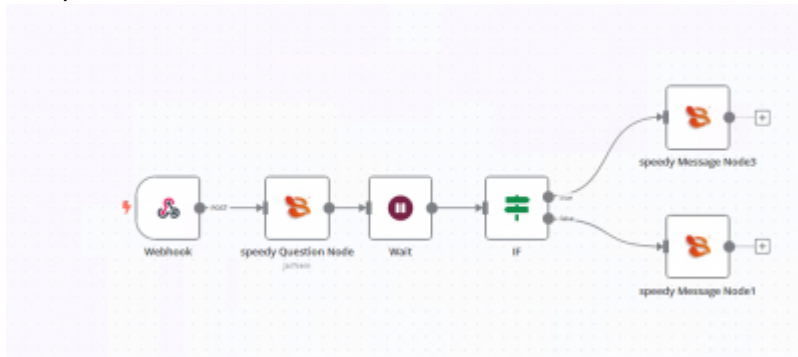 POST
Webhook
speedy Question Node
Wait
IF
true
false
speedy Message Node3
speedy Message Node1